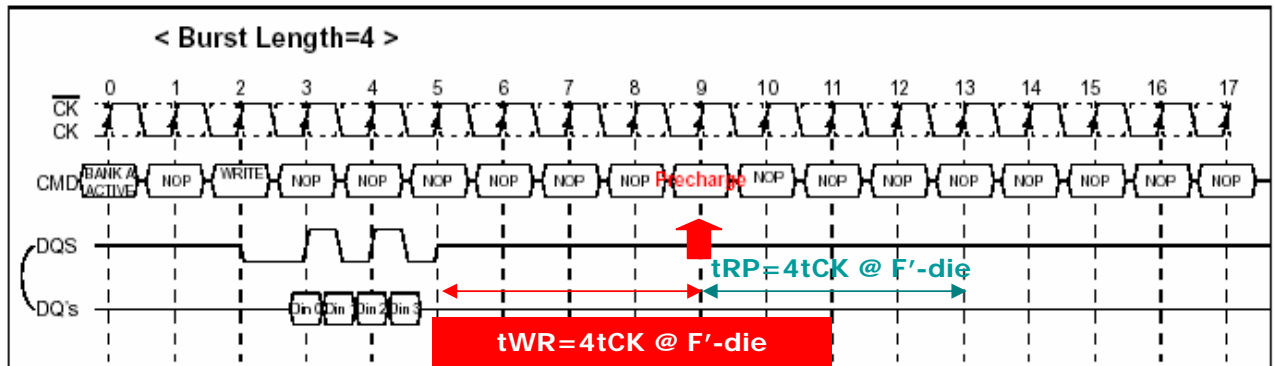 < Burst Length=4 >
0 1 2 3 4 5 6 7 8 9 10 11 12 13 14 15 16 17
CK
CK
CMD BANK A ACTIVE NOP WRITE NOP NOP NOP NOP NOP NOP Precharge NOP NOP NOP NOP NOP NOP NOP NOP
DQS
tRP=4tCK @ F'-die
DQ's Din 0 Din 1 Din 2 Din 3
tWR=4tCK @ F'-die